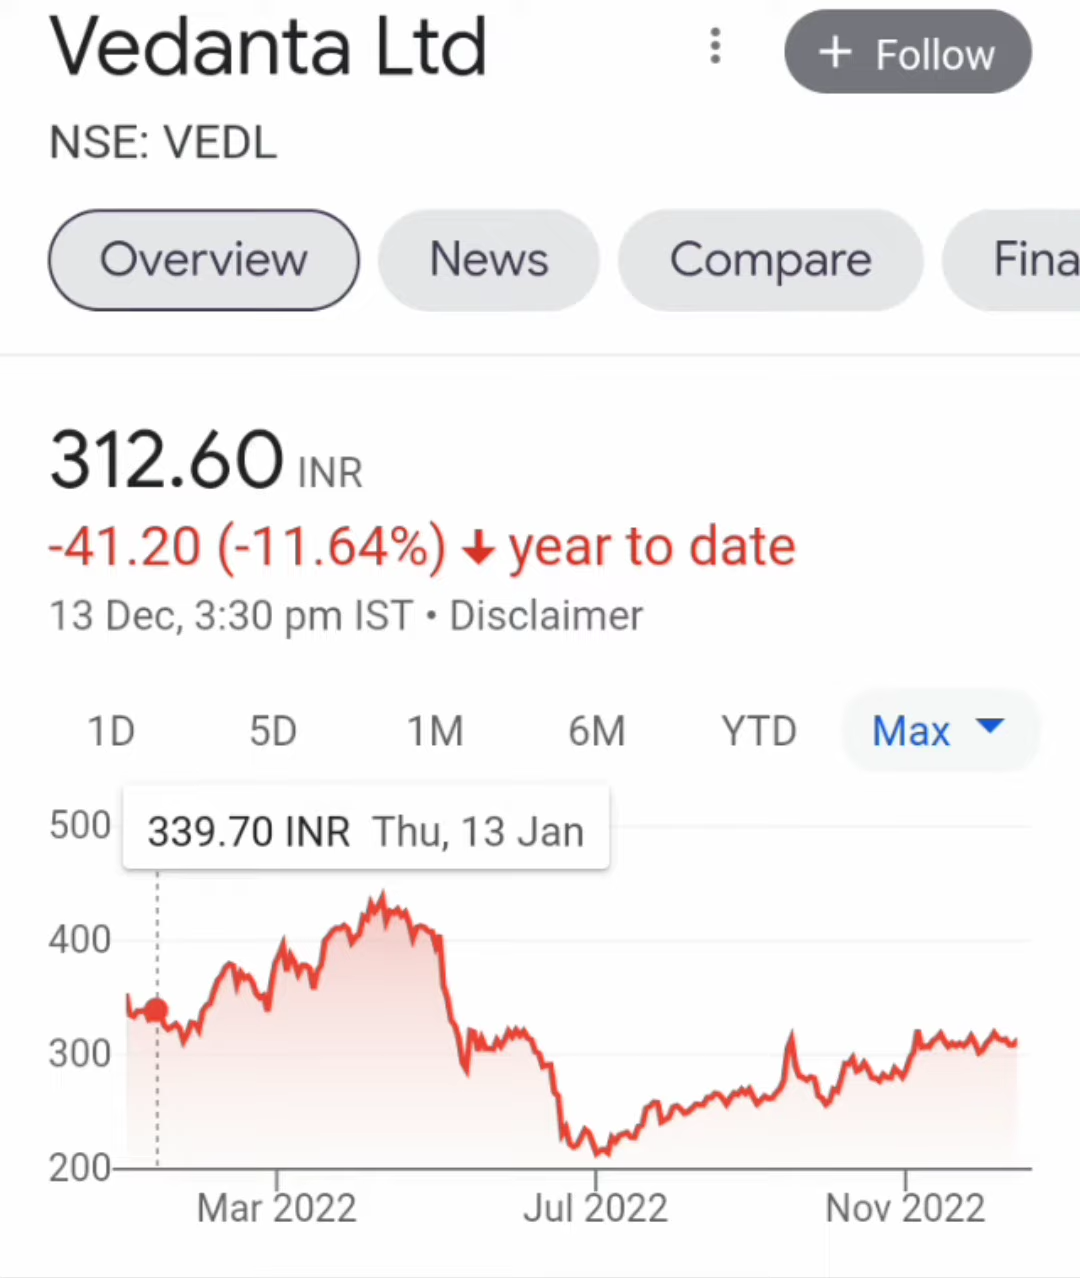 Vedanta Ltd
+ Follow
NSE: VEDL
Overview
News
Compare
Fina
312.60 INR
-41.20 (-11.64%) ↓ year to date
13 Dec, 3:30 pm IST • Disclaimer
1D 5D 1M 6M YTD Max
339.70 INR Thu, 13 Jan
500
400
300
200
Mar 2022 Jul 2022 Nov 2022